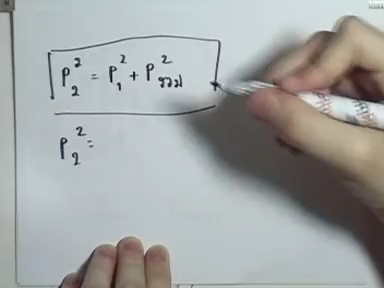 P₂² = P₁² + P²รวม
P₂² =